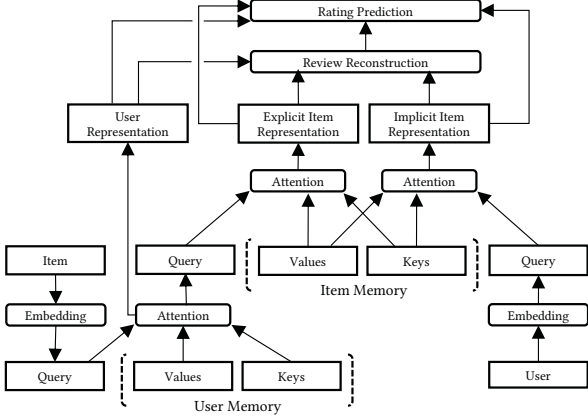 Rating Prediction
Review Reconstruction
User
Representation
Explicit Item
Representation
Implicit Item
Representation
Attention
Attention
Item
Query
Values
Keys
Query
Item Memory
Embedding
Attention
Embedding
Query
Values
Keys
User
User Memory